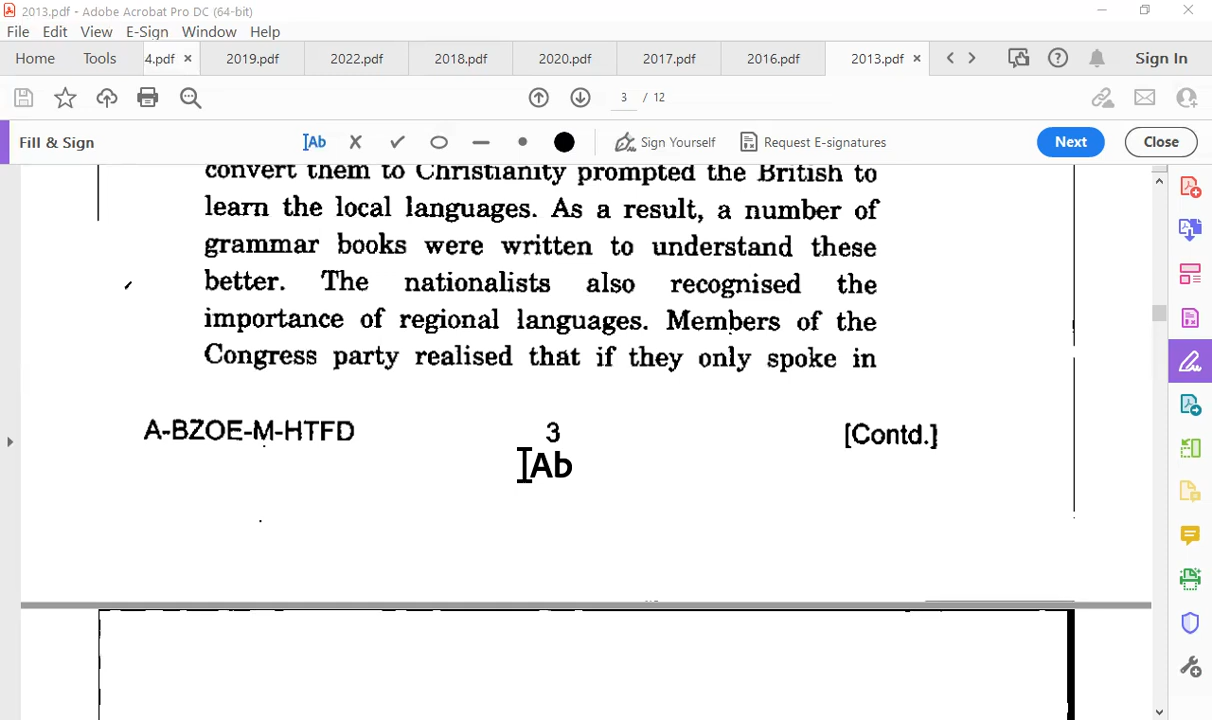 2013.pdf - Adobe Acrobat Pro DC (64-bit)
File Edit View E-Sign Window Help
Home Tools 4.pdf 2019.pdf 2022.pdf 2018.pdf 2020.pdf 2017.pdf 2016.pdf 2013.pdf Sign In
3 / 12
Fill & Sign Ab Sign Yourself Request E-signatures Next Close
convert them to Christianity prompted the British to
learn the local languages. As a result, a number of
grammar books were written to understand these
better. The nationalists also recognised the
importance of regional languages. Members of the
Congress party realised that if they only spoke in
A-BZOE-M-HTFD 3 [Contd.]
Ab